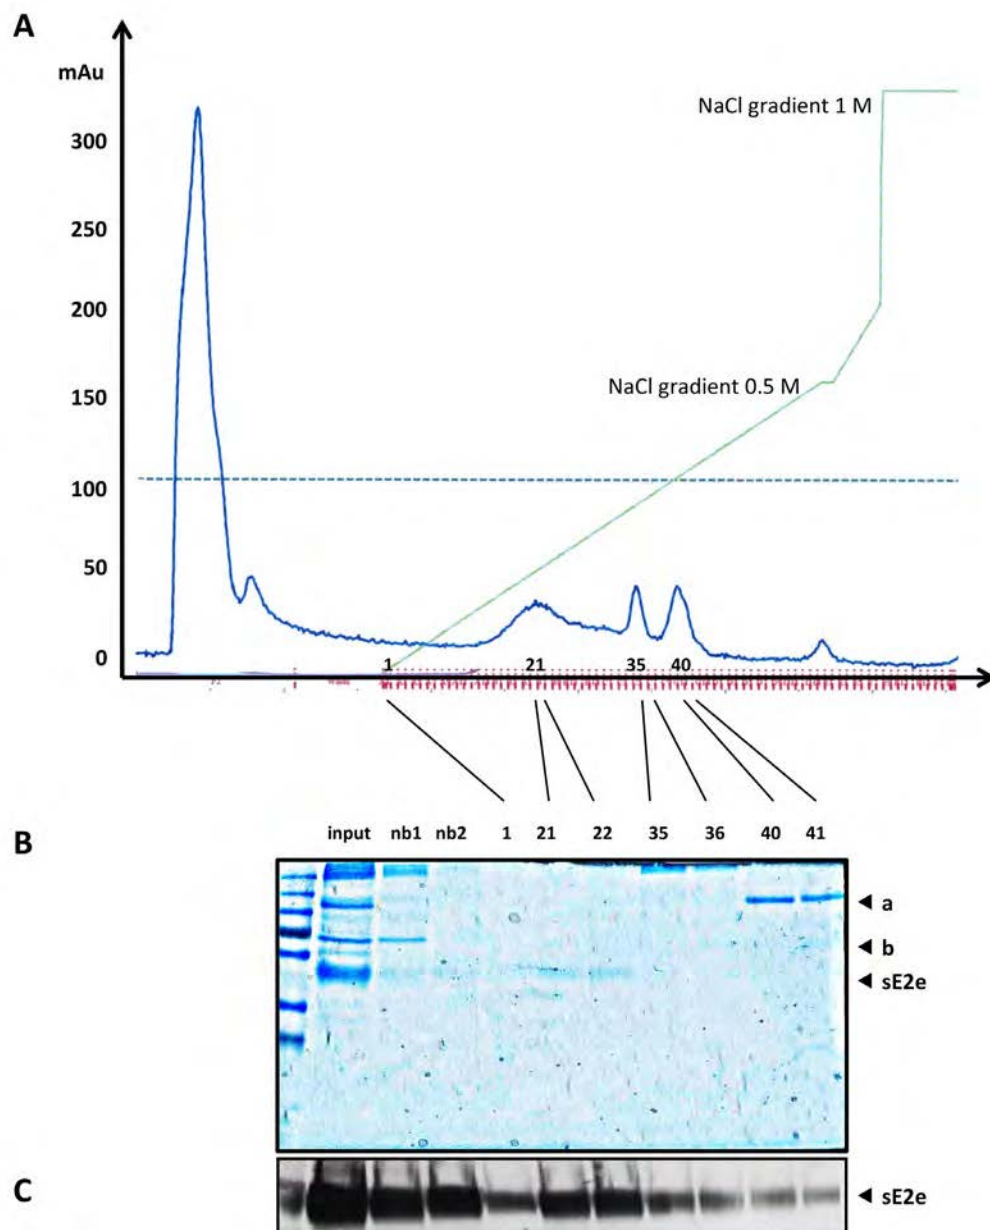 A
mAu
NaCl gradient 1 M
300
250
200
NaCl gradient 0.5 M
150
100
50
0
1 21 35 40
B
input nb1 nb2 1 21 22 35 36 40 41
a
b
sE2e
C
sE2e